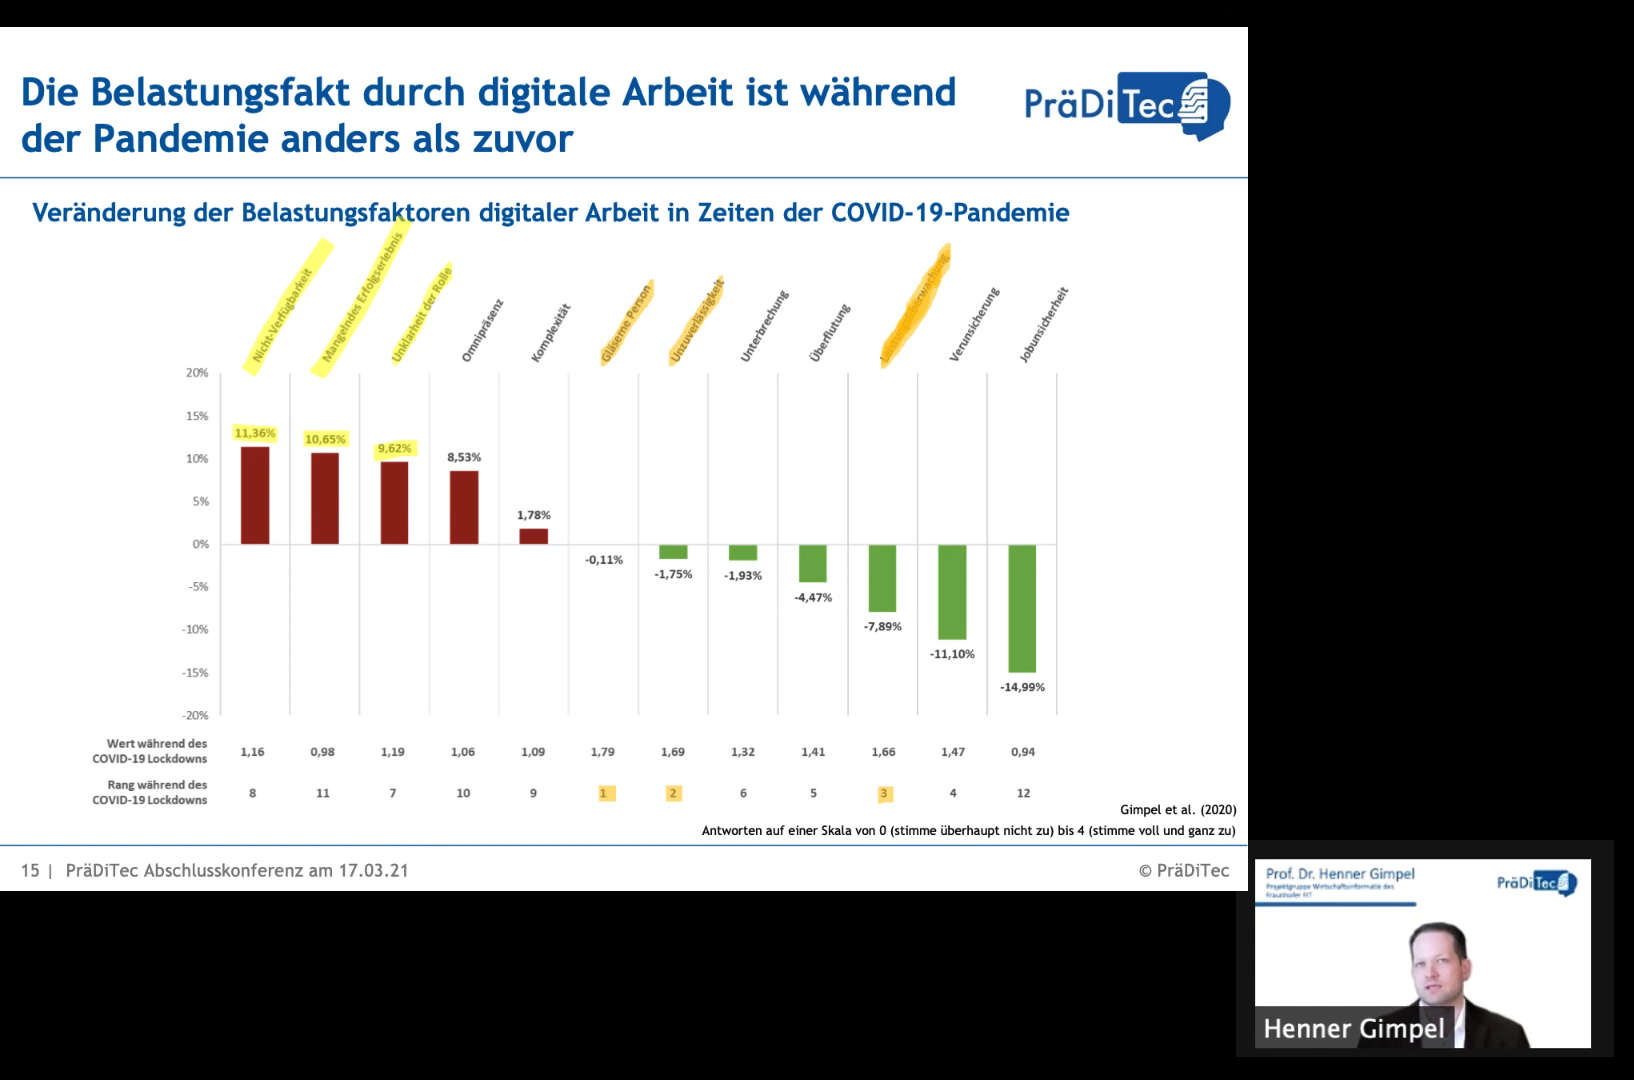 Die Belastungsfakt durch digitale Arbeit ist während
der Pandemie anders als zuvor
PräDiTec
Veränderung der Belastungsfaktoren digitaler Arbeit in Zeiten der COVID-19-Pandemie
Nicht-Verfügbarkeit
Mangelndes Erfolgserlebnis
Unklarheit der Rolle
Omnipräsenz
Komplexität
Gläserne Person
Unzuverlässigkeit
Unterbrechung
Überflutung
Verunsicherung
Jobunsicherheit
20%
15%
10%
5%
0%
-5%
-10%
-15%
-20%
11,36%
10,65%
9,62%
8,53%
1,78%
-0,11%
-1,75%
-1,93%
-4,47%
-7,89%
-11,10%
-14,99%
Wert während des
COVID-19 Lockdowns
1,16 0,98 1,19 1,06 1,09 1,79 1,69 1,32 1,41 1,66 1,47 0,94
Rang während des
COVID-19 Lockdowns
8 11 7 10 9 1 2 6 5 3 4 12
Gimpel et al. (2020)
Antworten auf einer Skala von 0 (stimme überhaupt nicht zu) bis 4 (stimme voll und ganz zu)
15 | PräDiTec Abschlusskonferenz am 17.03.21
© PräDiTec
Prof. Dr. Henner Gimpel
Projektgruppe Wirtschaftsinformatik des
Fraunhofer FIT
PräDiTec
Henner Gimpel